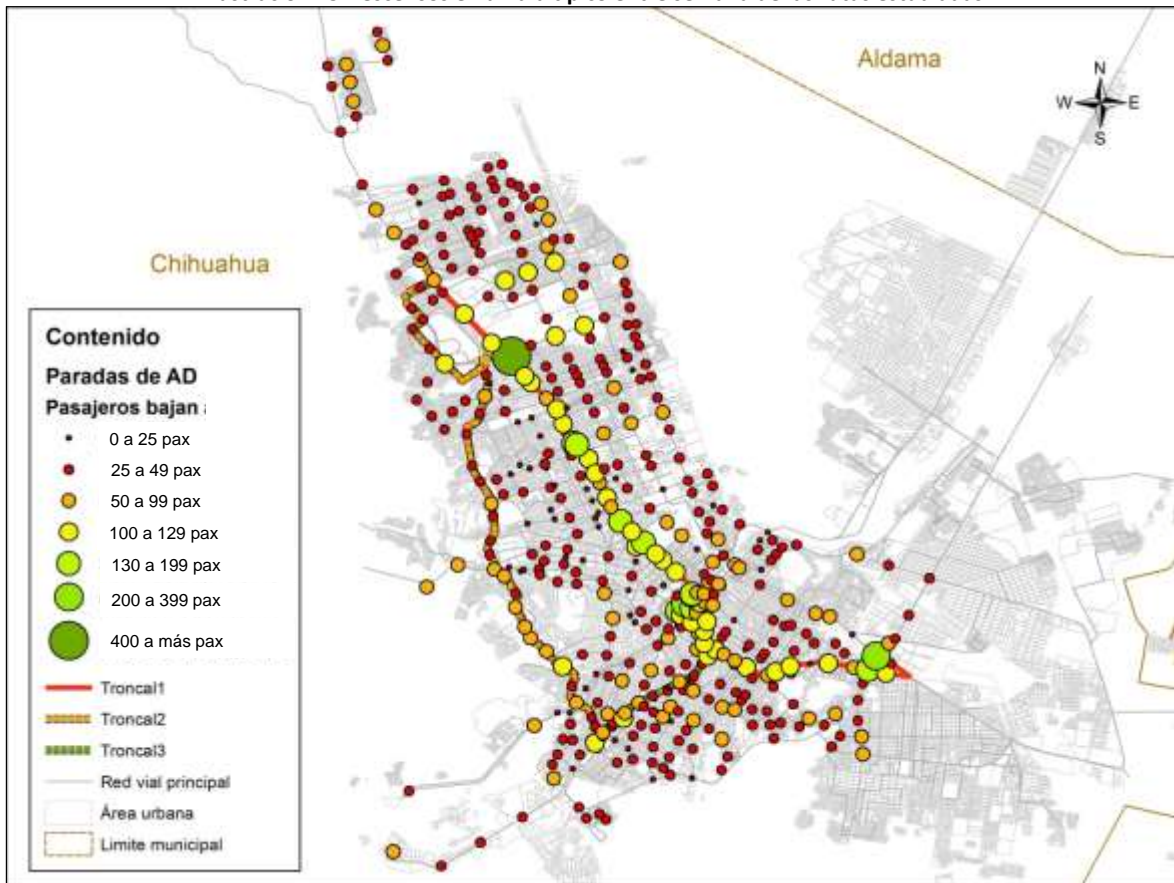 Aldama
N
W E
S
Chihuahua
Contenido
Paradas de AD
Pasajeros bajan
0 a 25 pax
25 a 49 pax
50 a 99 pax
100 a 129 pax
130 a 199 pax
200 a 399 pax
400 a más pax
Troncal1
Troncal2
Troncal3
Red vial principal
Área urbana
Limite municipal